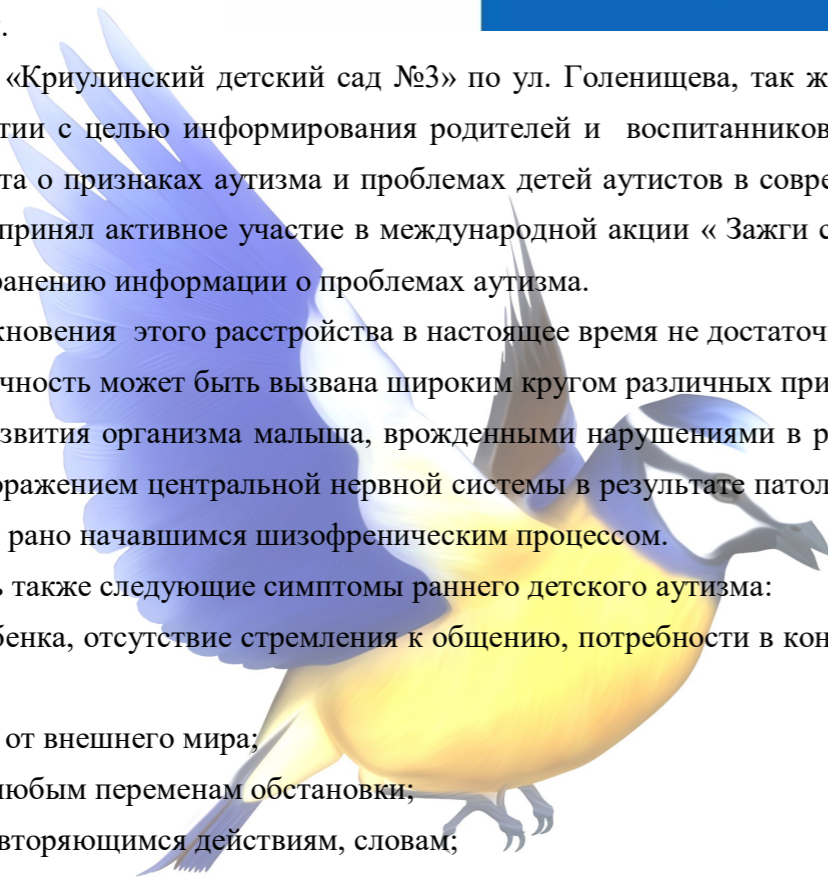 .
«Криулинский детский сад №3» по ул. Голенищева, так ж
тии с целью информирования родителей и воспитанников
та о признаках аутизма и проблемах детей аутистов в совре
принял активное участие в международной акции « Зажги с
ранению информации о проблемах аутизма.
кновения этого расстройства в настоящее время не достаточ
чность может быть вызвана широким кругом различных при
звития организма малыша, врожденными нарушениями в р
оражением центральной нервной системы в результате патол
рано начавшимся шизофреническим процессом.
ь также следующие симптомы раннего детского аутизма:
бенка, отсутствие стремления к общению, потребности в кон
от внешнего мира;
любым переменам обстановки;
вторяющимся действиям, словам;